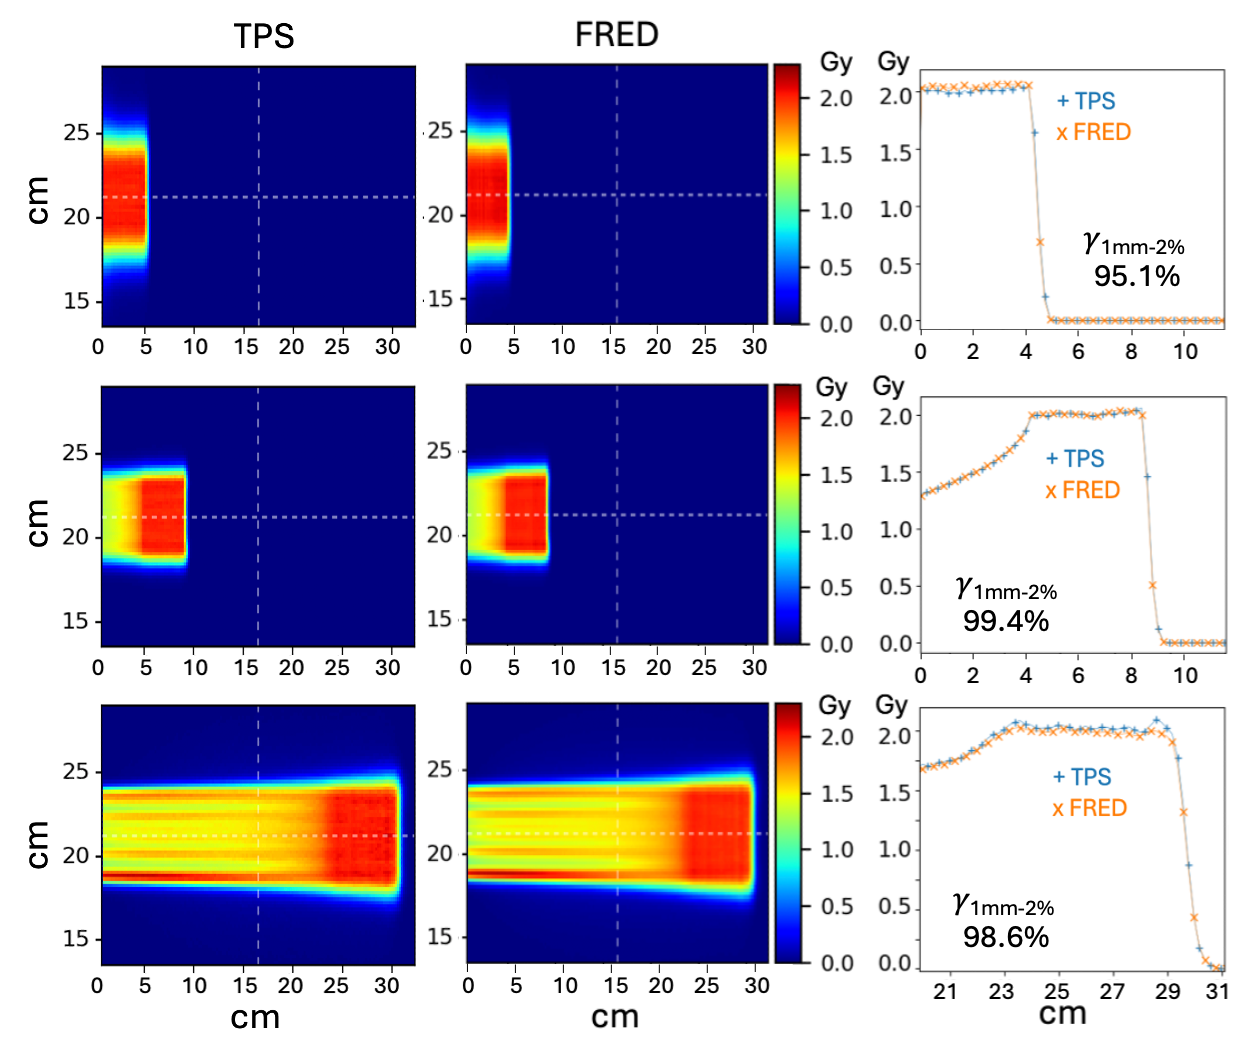 TPS
FRED
Gy
Gy
cm
25
20
15
0 5 10 15 20 25 30
25
20
15
0 5 10 15 20 25 30
2.0
1.5
1.0
0.5
0.0
2.0
1.5
1.0
0.5
0.0
+ TPS
x FRED
γ1mm-2%
95.1%
0 2 4 6 8 10
Gy
Gy
cm
25
20
15
0 5 10 15 20 25 30
25
20
15
0 5 10 15 20 25 30
2.0
1.5
1.0
0.5
0.0
2.0
1.5
1.0
0.5
0.0
+ TPS
x FRED
γ1mm-2%
99.4%
0 2 4 6 8 10
Gy
Gy
cm
25
20
15
0 5 10 15 20 25 30
cm
25
20
15
0 5 10 15 20 25 30
cm
2.0
1.5
1.0
0.5
0.0
2.0
1.5
1.0
0.5
0.0
+ TPS
x FRED
γ1mm-2%
98.6%
21 23 25 27 29 31
cm